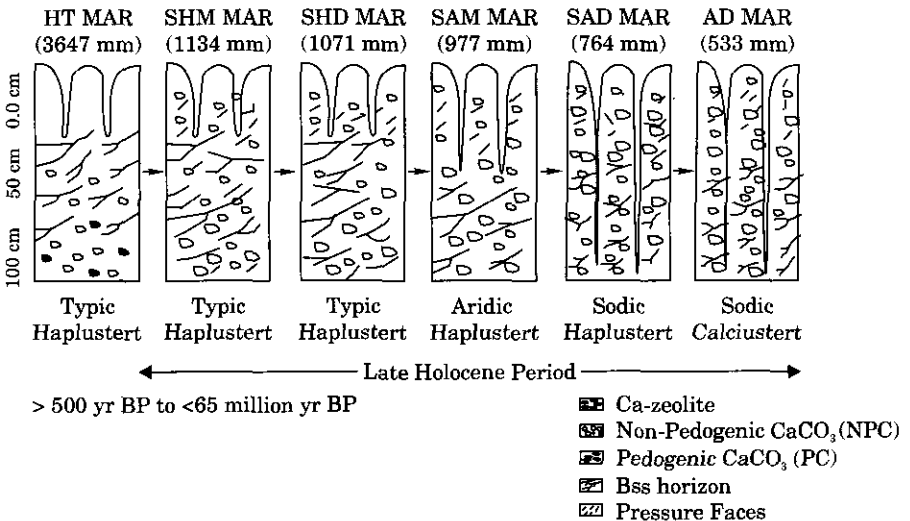 HT MAR SHM MAR SHD MAR SAM MAR SAD MAR AD MAR
(3647 mm) (1134 mm) (1071 mm) (977 mm) (764 mm) (533 mm)
0.0 cm
50 cm
100 cm
Typic Typic Typic Aridic Sodic Sodic
Haplustert Haplustert Haplustert Haplustert Haplustert Calciustert
Late Holocene Period
> 500 yr BP to <65 million yr BP
Ca-zeolite
Non-Pedogenic CaCO₃(NPC)
Pedogenic CaCO₃ (PC)
Bss horizon
Pressure Faces